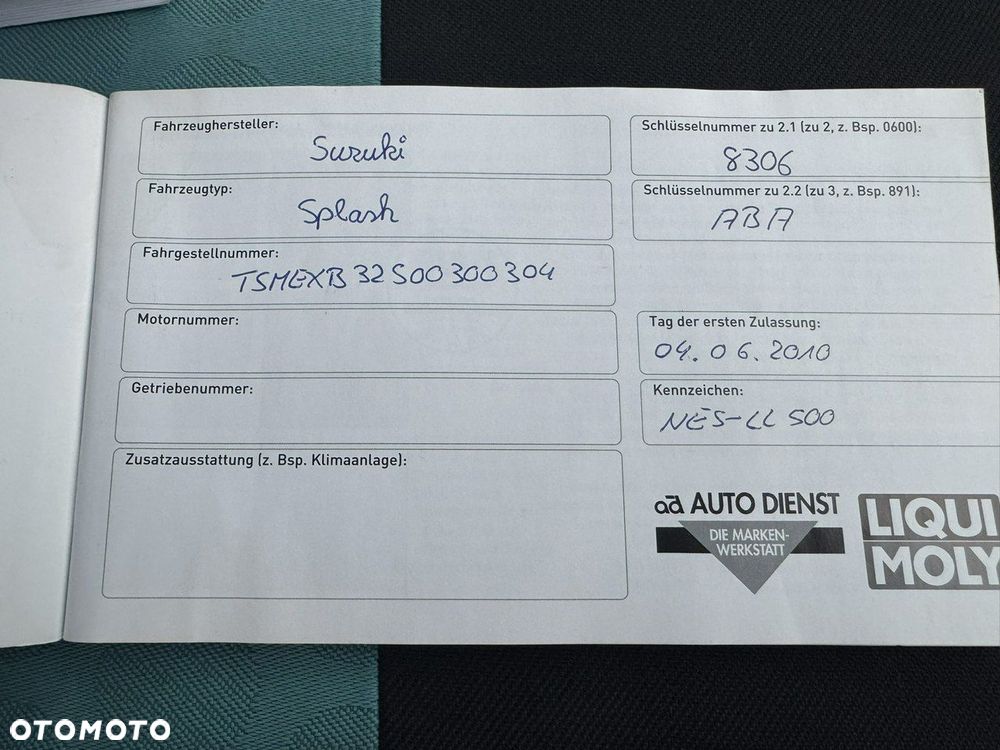 Fahrzeughersteller:
Suzuki
Fahrzeugtyp:
Splash
Fahrgestellnummer:
TSMEXB32S00300304
Motornummer:
Getriebenummer:
Zusatzausstattung (z. Bsp. Klimaanlage):
Schlüsselnummer zu 2.1 (zu 2, z. Bsp. 0600):
8306
Schlüsselnummer zu 2.2 (zu 3, z. Bsp. 891):
ABA
Tag der ersten Zulassung:
04.06.2010
Kennzeichen:
NES-LL 500
ad AUTO DIENST
DIE MARKEN-
WERKSTATT
LIQUI
MOLY
OTOMOTO